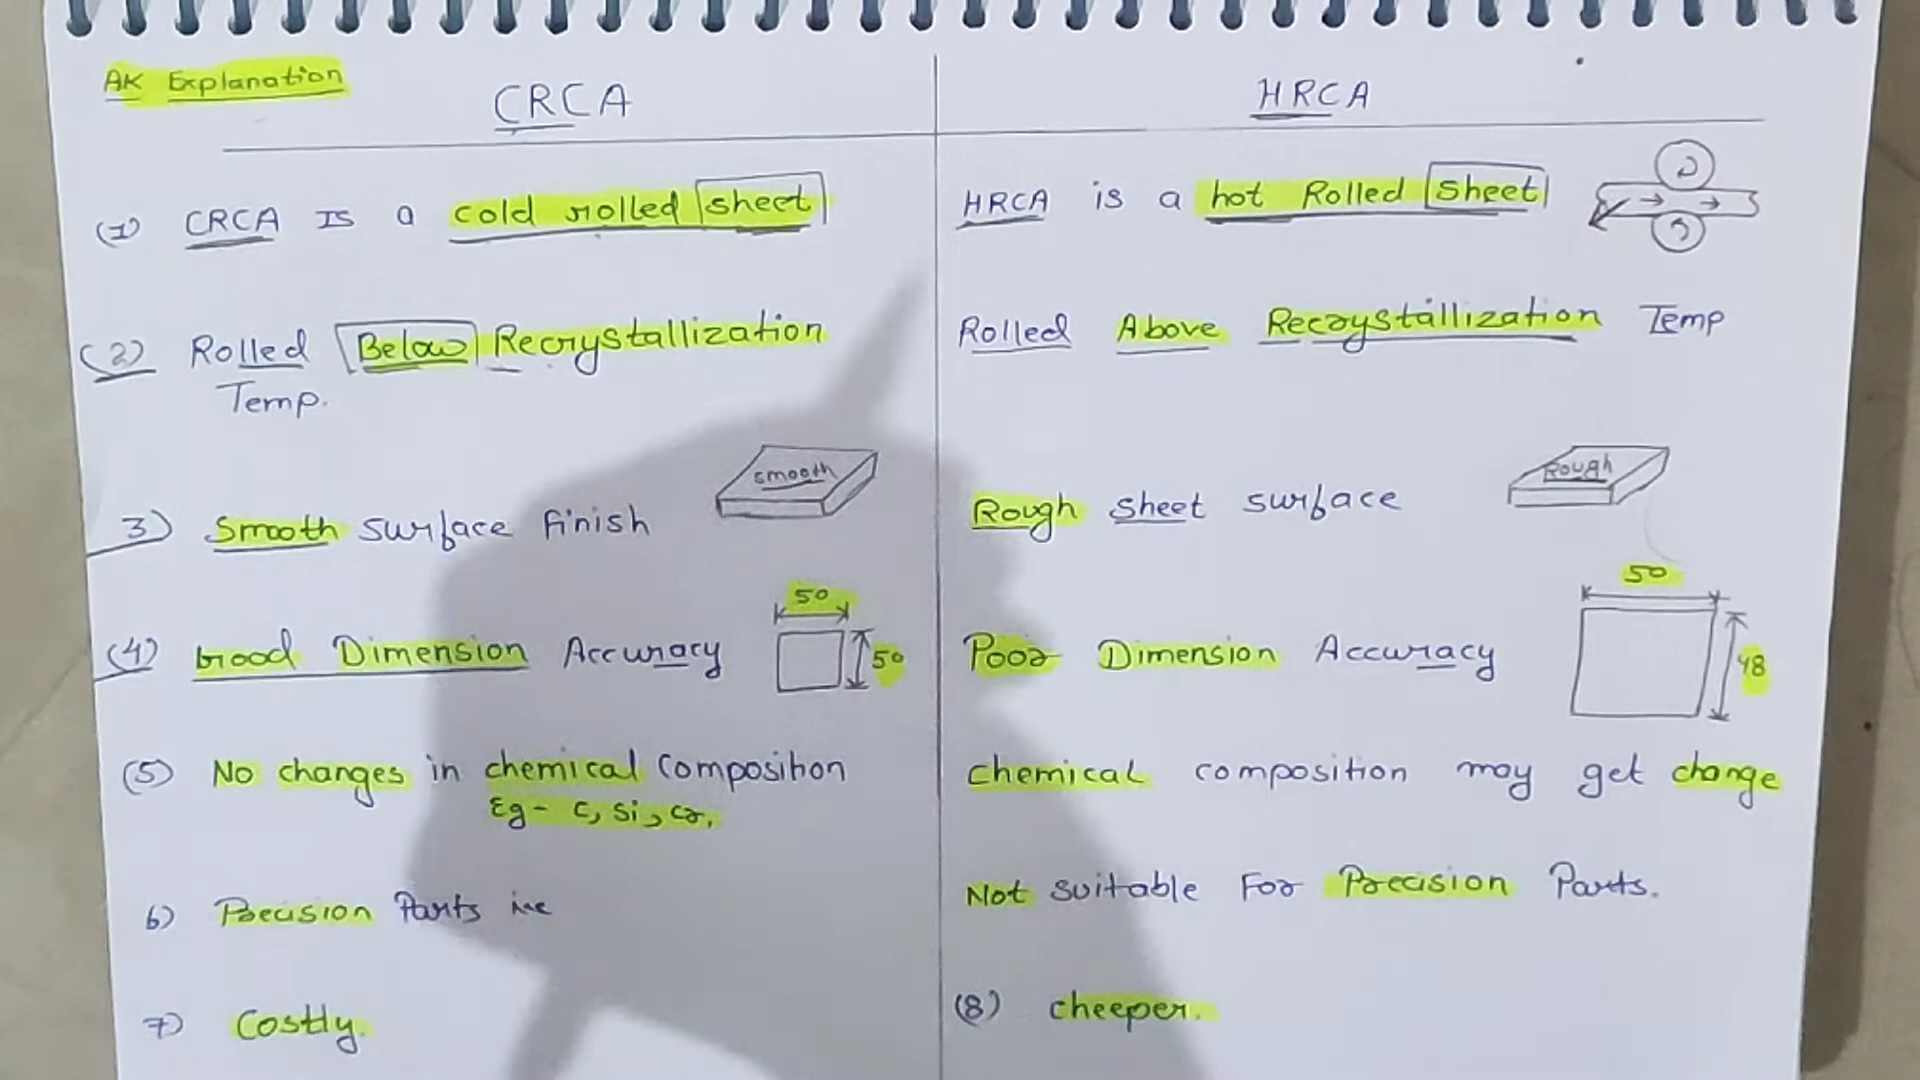 AK Explanation
CRCA
HRCA
(1) CRCA Is a cold rolled sheet
HRCA is a hot Rolled Sheet
(2) Rolled Below Recrystallization
Temp.
Rolled Above Recrystallization Temp
smooth
Rough
3) Smooth surface finish
Rough sheet surface
50
50
(4) Good Dimension Accuracy
50
Poor Dimension Accuracy
48
(5) No changes in chemical composition
Eg - C, Si, Cr,
chemical composition may get change
6) Precision Parts
Not suitable For Precision Parts.
7) Costly.
(8) cheeper.